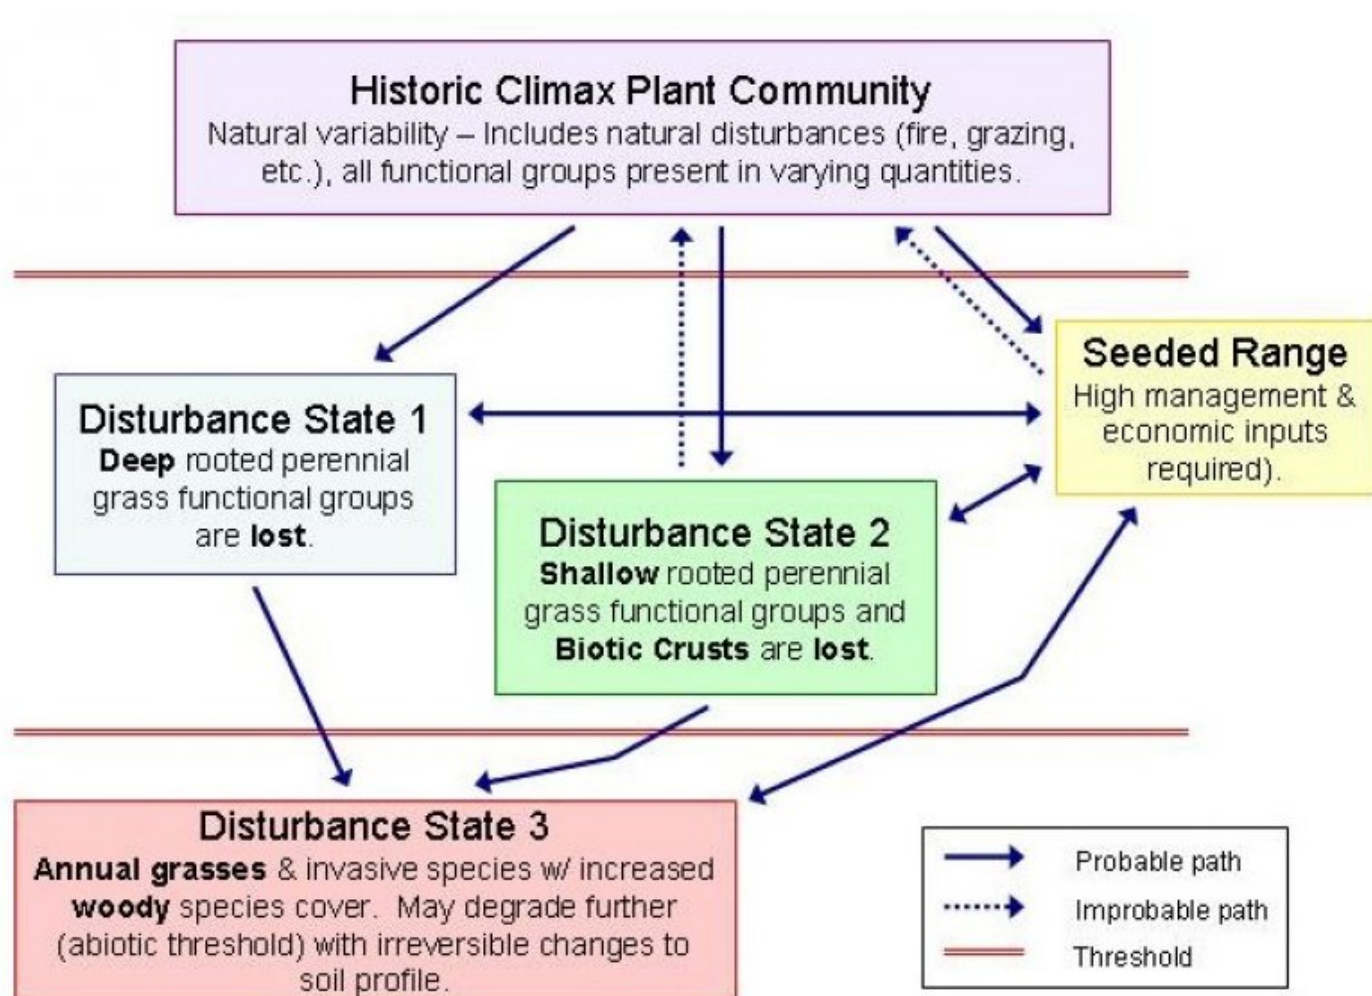 Historic Climax Plant Community
Natural variability – Includes natural disturbances (fire, grazing,
etc.), all functional groups present in varying quantities.
Seeded Range
High management &
economic inputs
required).
Disturbance State 1
Deep rooted perennial
grass functional groups
are lost.
Disturbance State 2
Shallow rooted perennial
grass functional groups and
Biotic Crusts are lost.
Disturbance State 3
Annual grasses & invasive species w/ increased
woody species cover. May degrade further
(abiotic threshold) with irreversible changes to
soil profile.
Probable path
Improbable path
Threshold